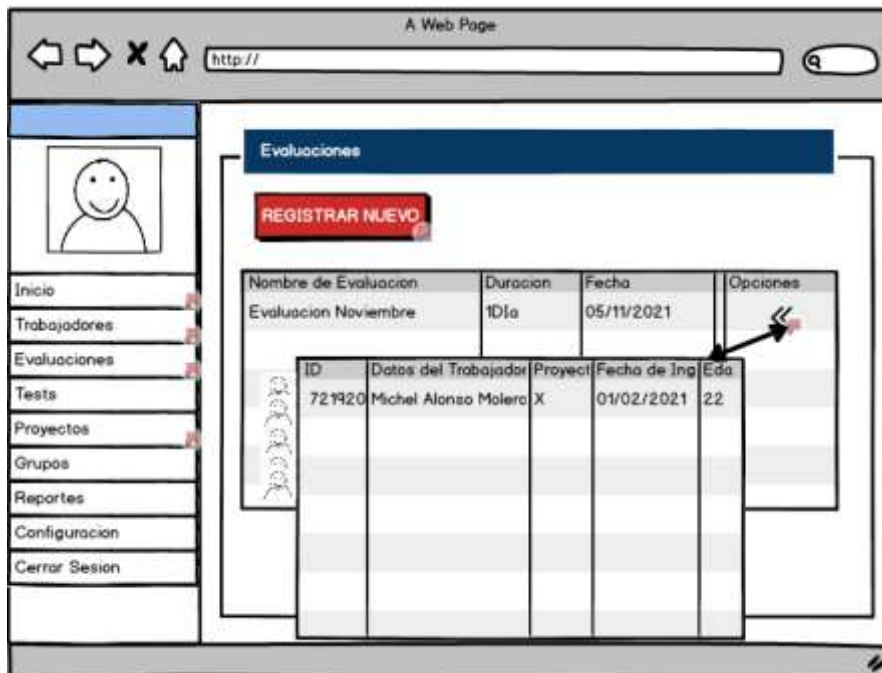 A Web Page
http://
Evaluaciones
REGISTRAR NUEVO
Inicio
Trabajadores
Evaluaciones
Tests
Proyectos
Grupos
Reportes
Configuracion
Cerrar Sesion
Nombre de Evaluacion Duracion Fecha Opciones
Evaluacion Noviembre 1DIa 05/11/2021
ID Datos del Trabajador Proyect Fecha de Ing Eda
721920 Michel Alonso Molero X 01/02/2021 22